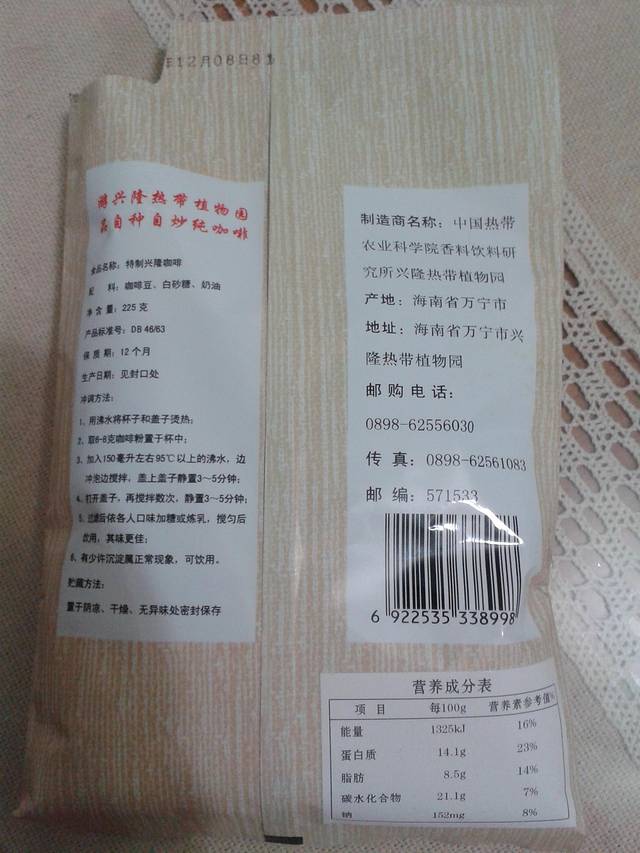 年12月08日81
游兴隆热带植物园
品自种自炒纯咖啡
食品名称：特制兴隆咖啡
配 料：咖啡豆、白砂糖、奶油
净 含 量：225克
产品标准号：DB 46/63
保 质 期：12个月
生产日期：见封口处
冲调方法：
1、用沸水将杯子和盖子烫热；
2、取6-8克咖啡粉置于杯中；
3、加入150毫升左右95℃以上的沸水，边
冲泡边搅拌，盖上盖子静置3～5分钟；
4、打开盖子，再搅拌数次，静置3～5分钟；
5、过滤后依各人口味加糖或炼乳，搅匀后
饮用，其味更佳；
6、有少许沉淀属正常现象，可饮用。
贮藏方法：
置于阴凉、干燥、无异味处密封保存
制造商名称：中国热带
农业科学院香料饮料研
究所兴隆热带植物园
产地：海南省万宁市
地址：海南省万宁市兴
隆热带植物园
邮购电话：
0898-62556030
传 真：0898-62561083
邮 编：571533
6 922535 338998
营养成分表
项 目 每100g 营养素参考值%
能量 1325kJ 16%
蛋白质 14.1g 23%
脂肪 8.5g 14%
碳水化合物 21.1g 7%
钠 152mg 8%